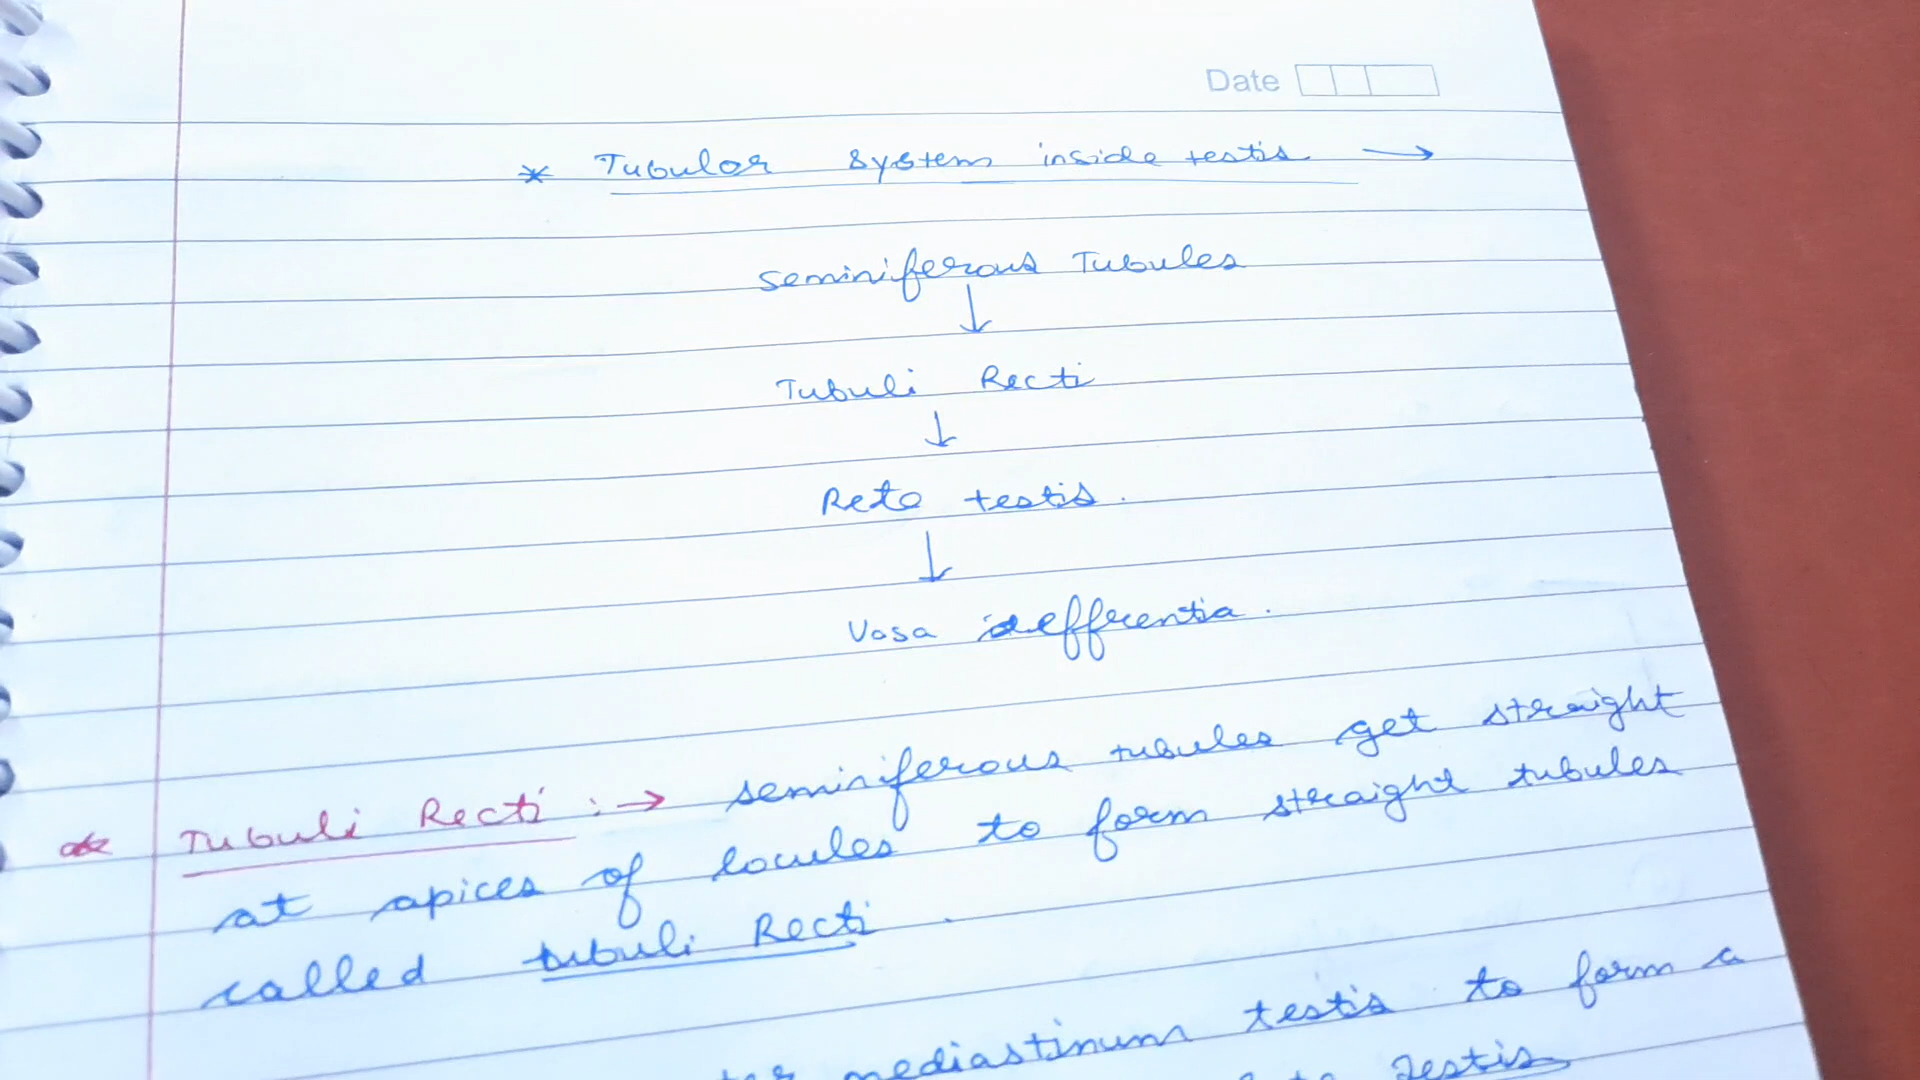 Date
* Tubular System inside testis →
Seminiferous Tubules
↓
Tubuli Recti
↓
Rete testis.
↓
Vasa efferentia.
* Tubuli Recti :→ seminiferous tubules get straight
at apices of locules to form straight tubules
called tubuli Recti.
mediastinum testis to form a
testis